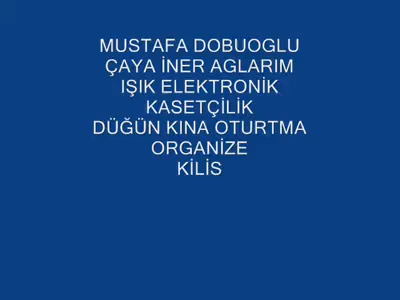 MUSTAFA DOBUOGLU
ÇAYA İNER AGLARIM
IŞIK ELEKTRONİK
KASETÇİLİK
DÜĞÜN KINA OTURTMA
ORGANİZE
KİLİS